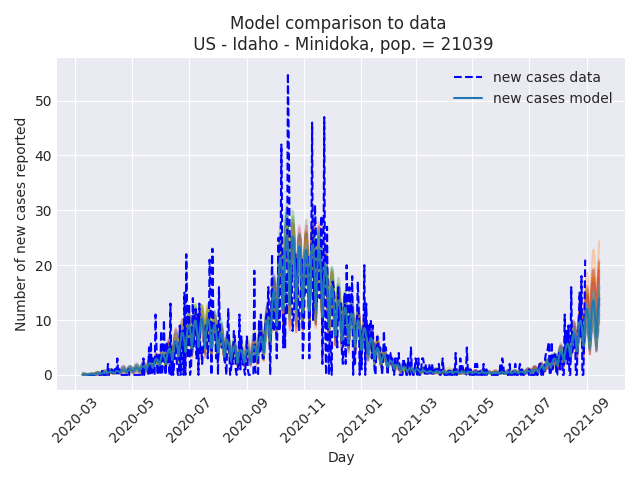 Model comparison to data
US - Idaho - Minidoka, pop. = 21039
new cases data
new cases model
Number of new cases reported
50
40
30
20
10
0
2020-03
2020-05
2020-07
2020-09
2020-11
2021-01
2021-03
2021-05
2021-07
2021-09
Day